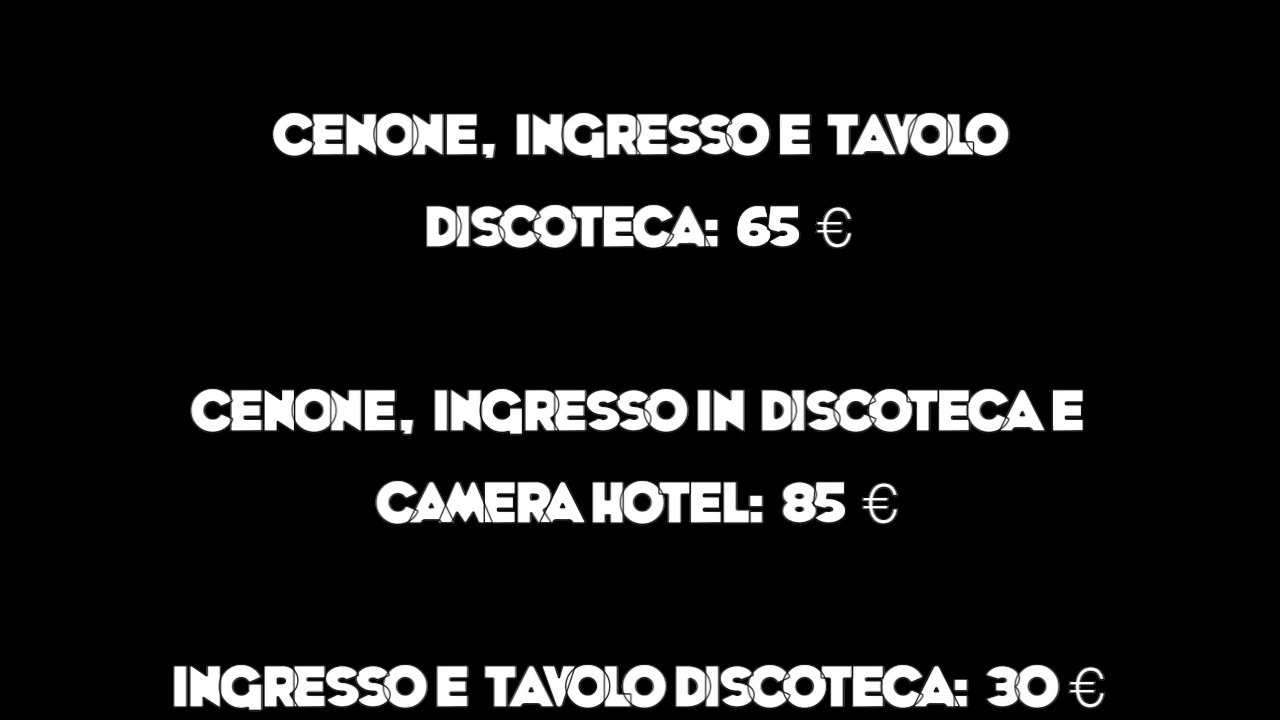 CENONE, INGRESSO E TAVOLO
DISCOTECA: 65 €
CENONE, INGRESSO IN DISCOTECA E
CAMERA HOTEL: 85 €
INGRESSO E TAVOLO DISCOTECA: 30 €